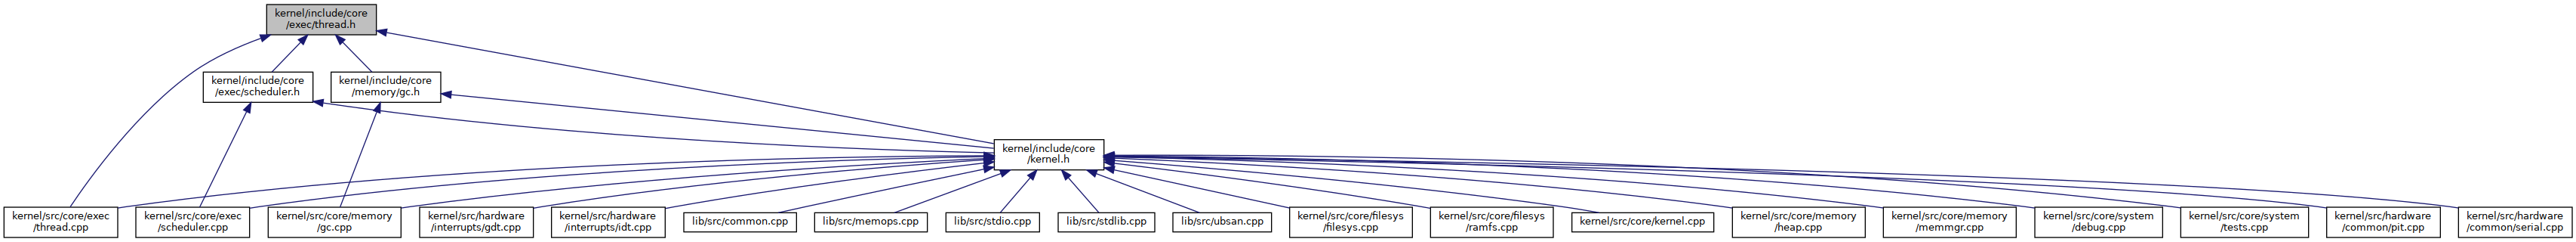 kernel/include/core
/exec/thread.h
kernel/include/core
/exec/scheduler.h
kernel/include/core
/memory/gc.h
kernel/include/core
/kernel.h
kernel/src/core/exec
/thread.cpp
kernel/src/core/exec
/scheduler.cpp
kernel/src/core/memory
/gc.cpp
kernel/src/hardware
/interrupts/gdt.cpp
kernel/src/hardware
/interrupts/idt.cpp
lib/src/common.cpp
lib/src/memops.cpp
lib/src/stdio.cpp
lib/src/stdlib.cpp
lib/src/ubsan.cpp
kernel/src/core/filesys
/filesys.cpp
kernel/src/core/filesys
/ramfs.cpp
kernel/src/core/kernel.cpp
kernel/src/core/memory
/heap.cpp
kernel/src/core/memory
/memmgr.cpp
kernel/src/core/system
/debug.cpp
kernel/src/core/system
/tests.cpp
kernel/src/hardware
/common/pit.cpp
kernel/src/hardware
/common/serial.cpp